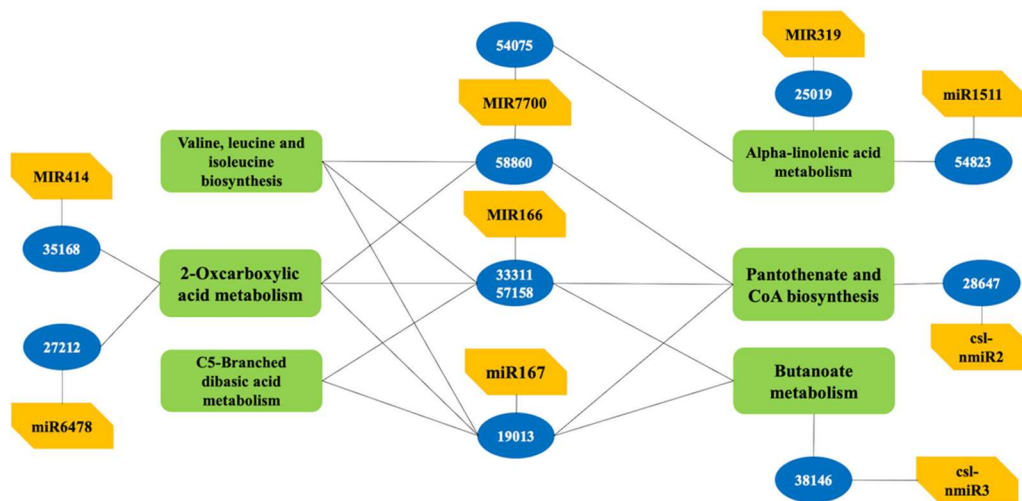 54075
MIR319
MIR7700
25019
miR1511
Valine, leucine and
isoleucine
biosynthesis
58860
Alpha-linolenic acid
metabolism
54823
MIR414
MIR166
35168
2-Oxcarboxylic
acid metabolism
33311
57158
Pantothenate and
CoA biosynthesis
28647
27212
C5-Branched
dibasic acid
metabolism
miR167
Butanoate
metabolism
csl-
nmiR2
miR6478
19013
38146
csl-
nmiR3